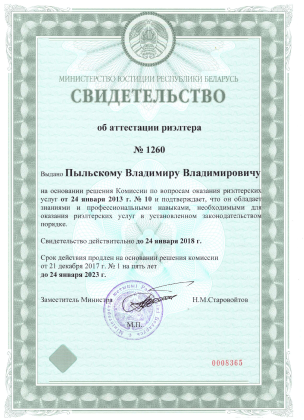 МИНИСТЕРСТВО ЮСТИЦИИ РЕСПУБЛИКИ БЕЛАРУСЬ
СВИДЕТЕЛЬСТВО
об аттестации риэлтера
№ 1260
Выдано Пыльскому Владимиру Владимировичу
на основании решения Комиссии по вопросам оказания риэлтерских
услуг от 24 января 2013 г. № 10 и подтверждает, что он обладает
знаниями и профессиональными навыками, необходимыми для
оказания риэлтерских услуг в установленном законодательством
порядке.
Свидетельство действительно до 24 января 2018 г.
Срок действия продлен на основании решения комиссии
от 21 декабря 2017 г. № 1 на пять лет
до 24 января 2023 г.
Заместитель Министра Н.М.Старовойтов
М.П.
0008365